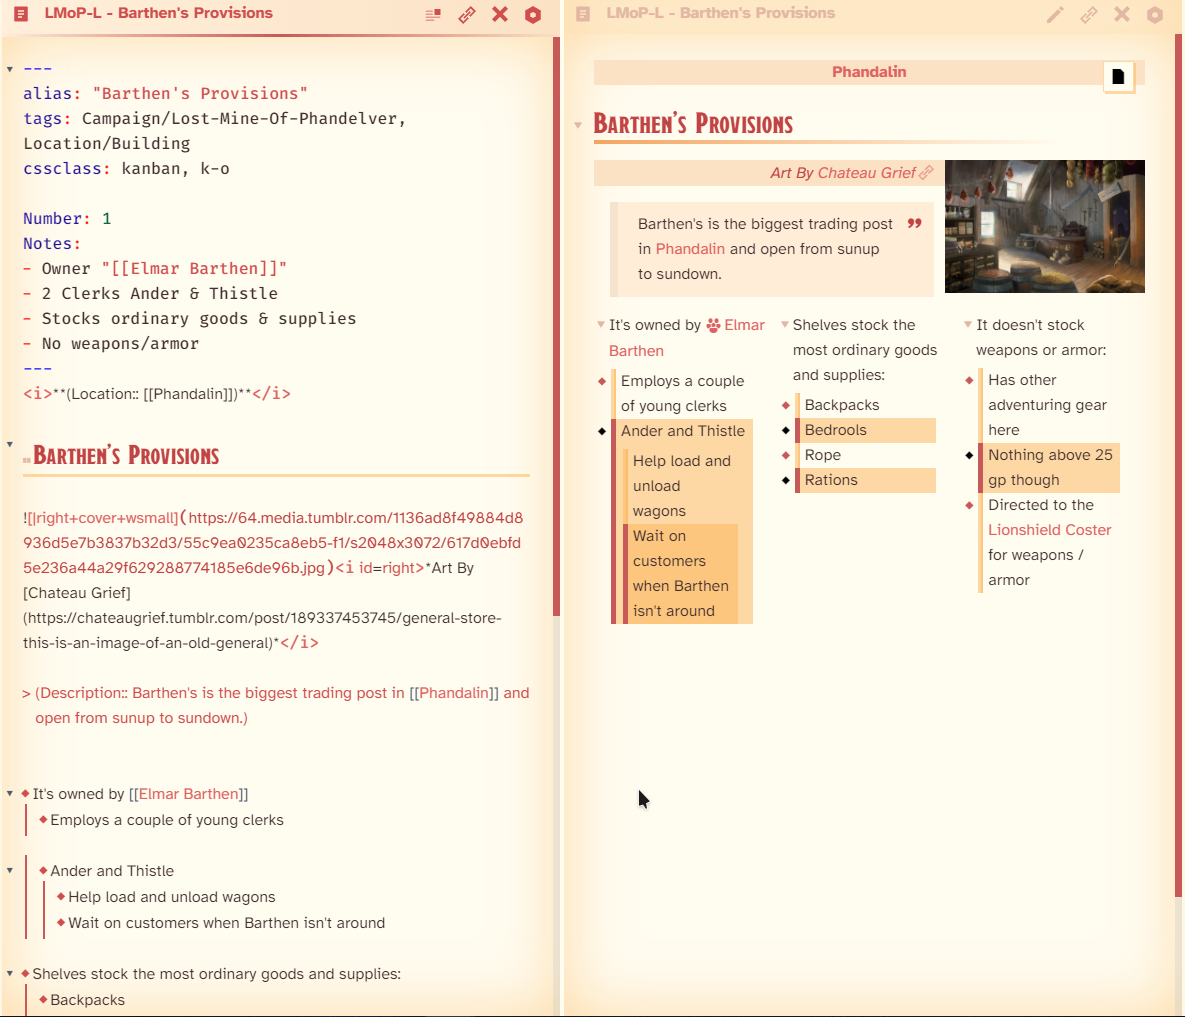 LMoP-L - Barthen's Provisions
---
alias: "Barthen's Provisions"
tags: Campaign/Lost-Mine-Of-Phandelver,
Location/Building
cssclass: kanban, k-o
Number: 1
Notes:
- Owner "[[Elmar Barthen]]"
- 2 Clerks Ander & Thistle
- Stocks ordinary goods & supplies
- No weapons/armor
---
<i>**(Location:: [[Phandalin]])**</i>
Barthen's Provisions
![|right+cover+wsmall](https://64.media.tumblr.com/1136ad8f49884d8
936d5e7b3837b32d3/55c9ea0235ca8eb5-f1/s2048x3072/617d0ebfd
5e236a44a29f629288774185e6de96b.jpg)<i id=right>*Art By
[Chateau Grief]
(https://chateaugrief.tumblr.com/post/189337453745/general-store-
this-is-an-image-of-an-old-general)*</i>
> (Description:: Barthen's is the biggest trading post in [[Phandalin]] and
open from sunup to sundown.)
It's owned by [[Elmar Barthen]]
Employs a couple of young clerks
Ander and Thistle
Help load and unload wagons
Wait on customers when Barthen isn't around
Shelves stock the most ordinary goods and supplies:
Backpacks
LMoP-L - Barthen's Provisions
Phandalin
Barthen's Provisions
Art By Chateau Grief
Barthen's is the biggest trading post
in Phandalin and open from sunup
to sundown.
It's owned by Elmar
Barthen
Employs a couple
of young clerks
Ander and Thistle
Help load and
unload
wagons
Wait on
customers
when Barthen
isn't around
Shelves stock the
most ordinary goods
and supplies:
Backpacks
Bedrools
Rope
Rations
It doesn't stock
weapons or armor:
Has other
adventuring gear
here
Nothing above 25
gp though
Directed to the
Lionshield Coster
for weapons /
armor